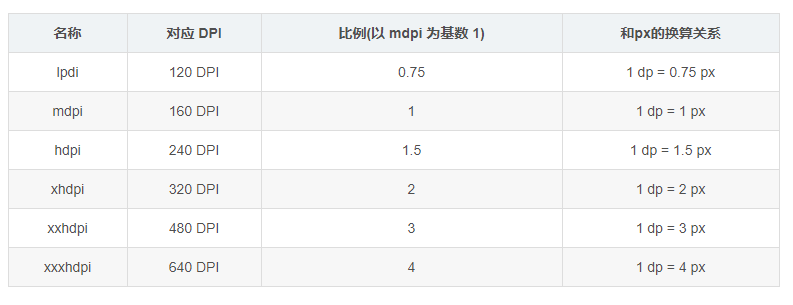 名称 对应 DPI 比例(以 mdpi 为基数 1) 和px的换算关系
lpdi 120 DPI 0.75 1 dp = 0.75 px
mdpi 160 DPI 1 1 dp = 1 px
hdpi 240 DPI 1.5 1 dp = 1.5 px
xhdpi 320 DPI 2 1 dp = 2 px
xxhdpi 480 DPI 3 1 dp = 3 px
xxxhdpi 640 DPI 4 1 dp = 4 px